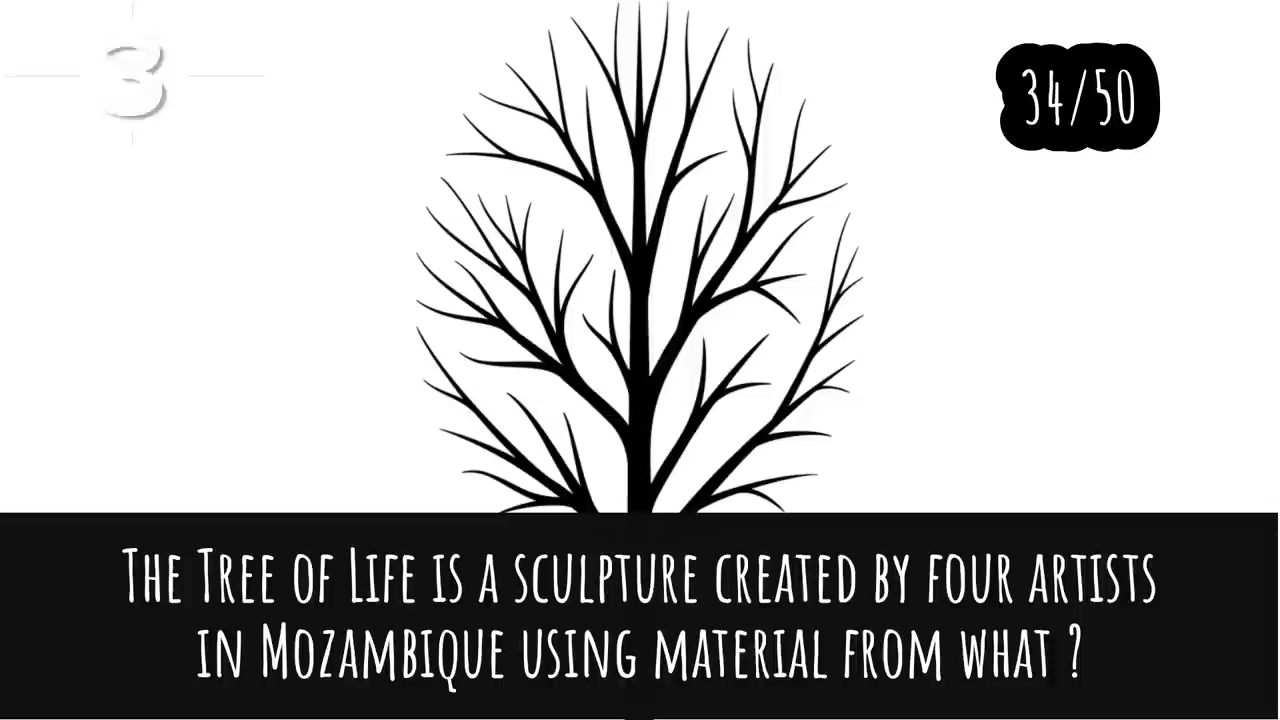 3
34/50
The Tree of Life is a sculpture created by four artists
in Mozambique using material from what ?